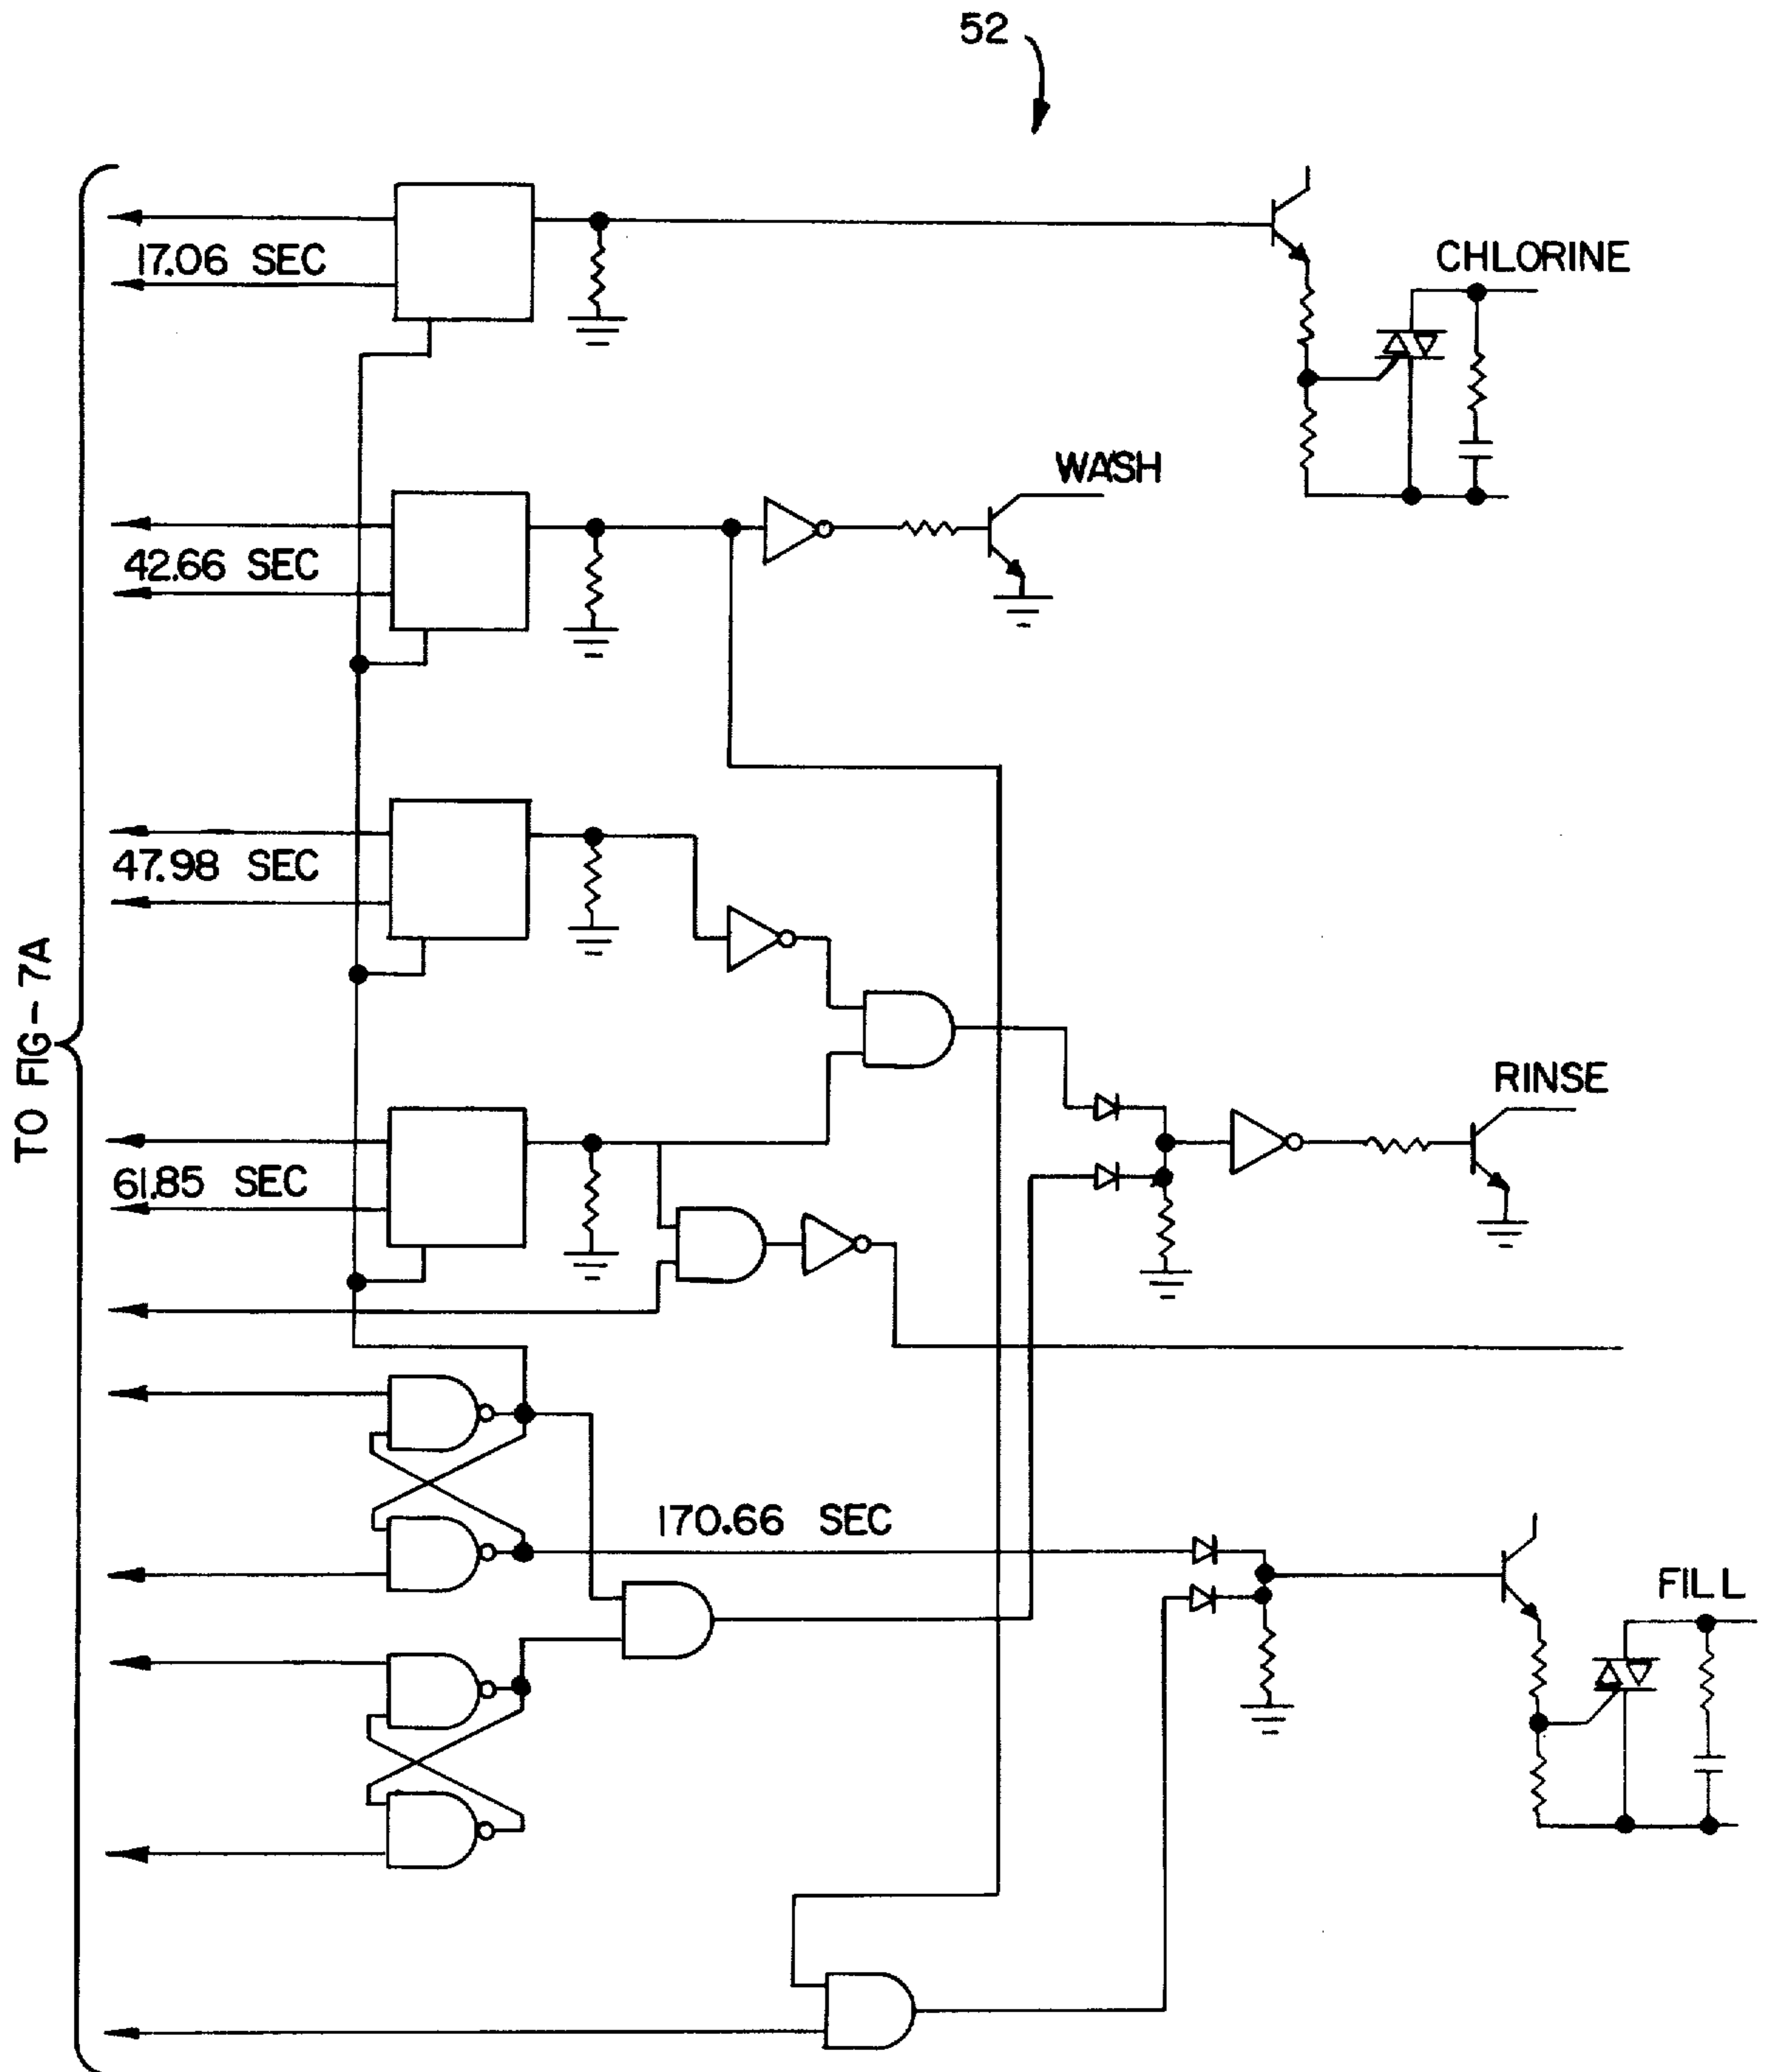 52
17.06 SEC
CHLORINE
WASH
42.66 SEC
47.98 SEC
TO FIG-7A
RINSE
61.85 SEC
170.66 SEC
FILL